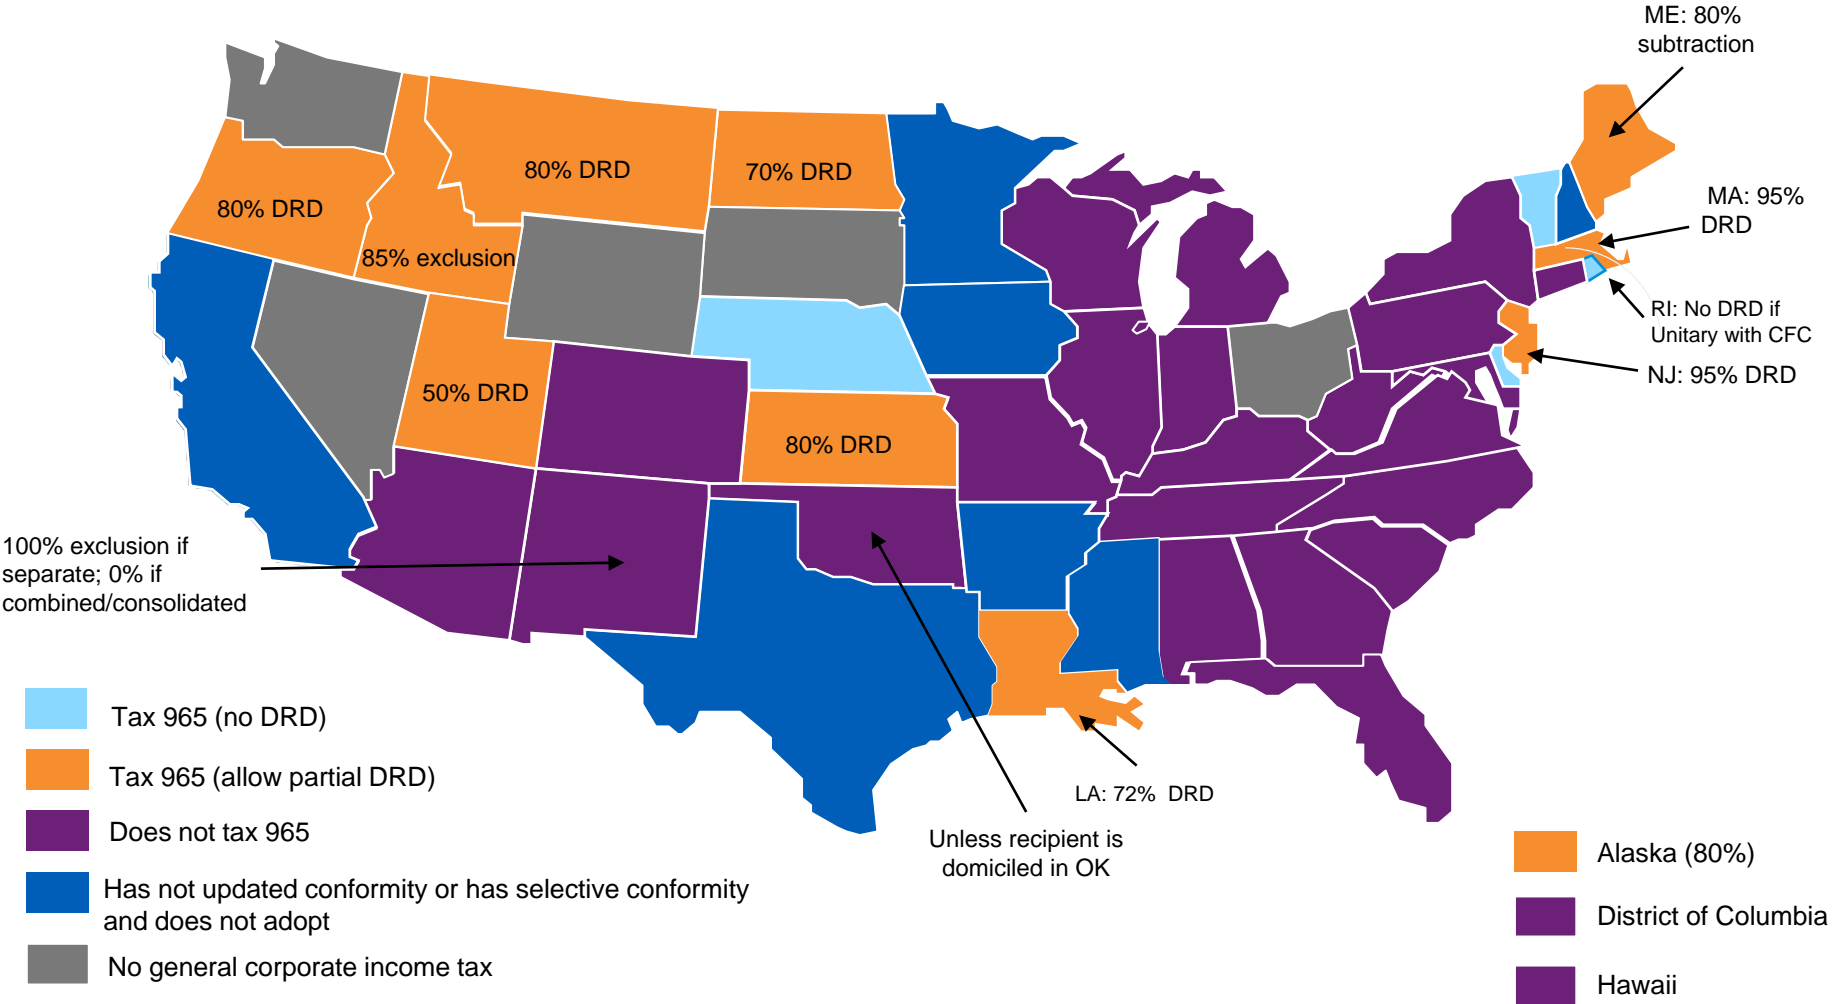 ME: 80%
subtraction
80% DRD
70% DRD
80% DRD
MA: 95%
DRD
85% exclusion
RI: No DRD if
Unitary with CFC
NJ: 95% DRD
50% DRD
80% DRD
100% exclusion if
separate; 0% if
combined/consolidated
LA: 72% DRD
Unless recipient is
domiciled in OK
Tax 965 (no DRD)
Tax 965 (allow partial DRD)
Does not tax 965
Has not updated conformity or has selective conformity
and does not adopt
No general corporate income tax
Alaska (80%)
District of Columbia
Hawaii